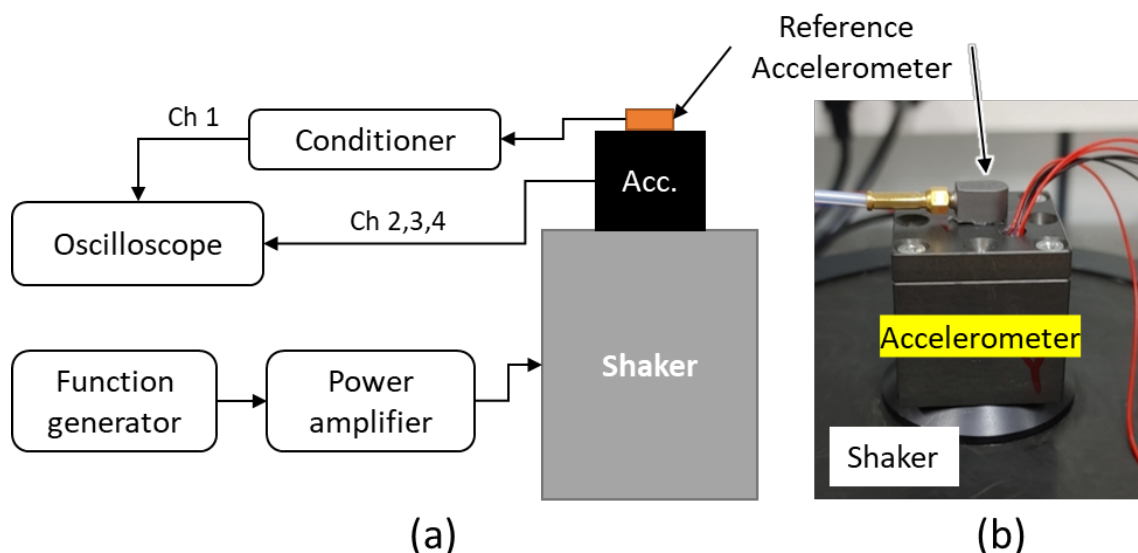 Reference
Accelerometer
Ch 1
Conditioner
Acc.
Ch 2,3,4
Oscilloscope
Function
generator
Power
amplifier
Shaker
(a)
Accelerometer
Shaker
(b)